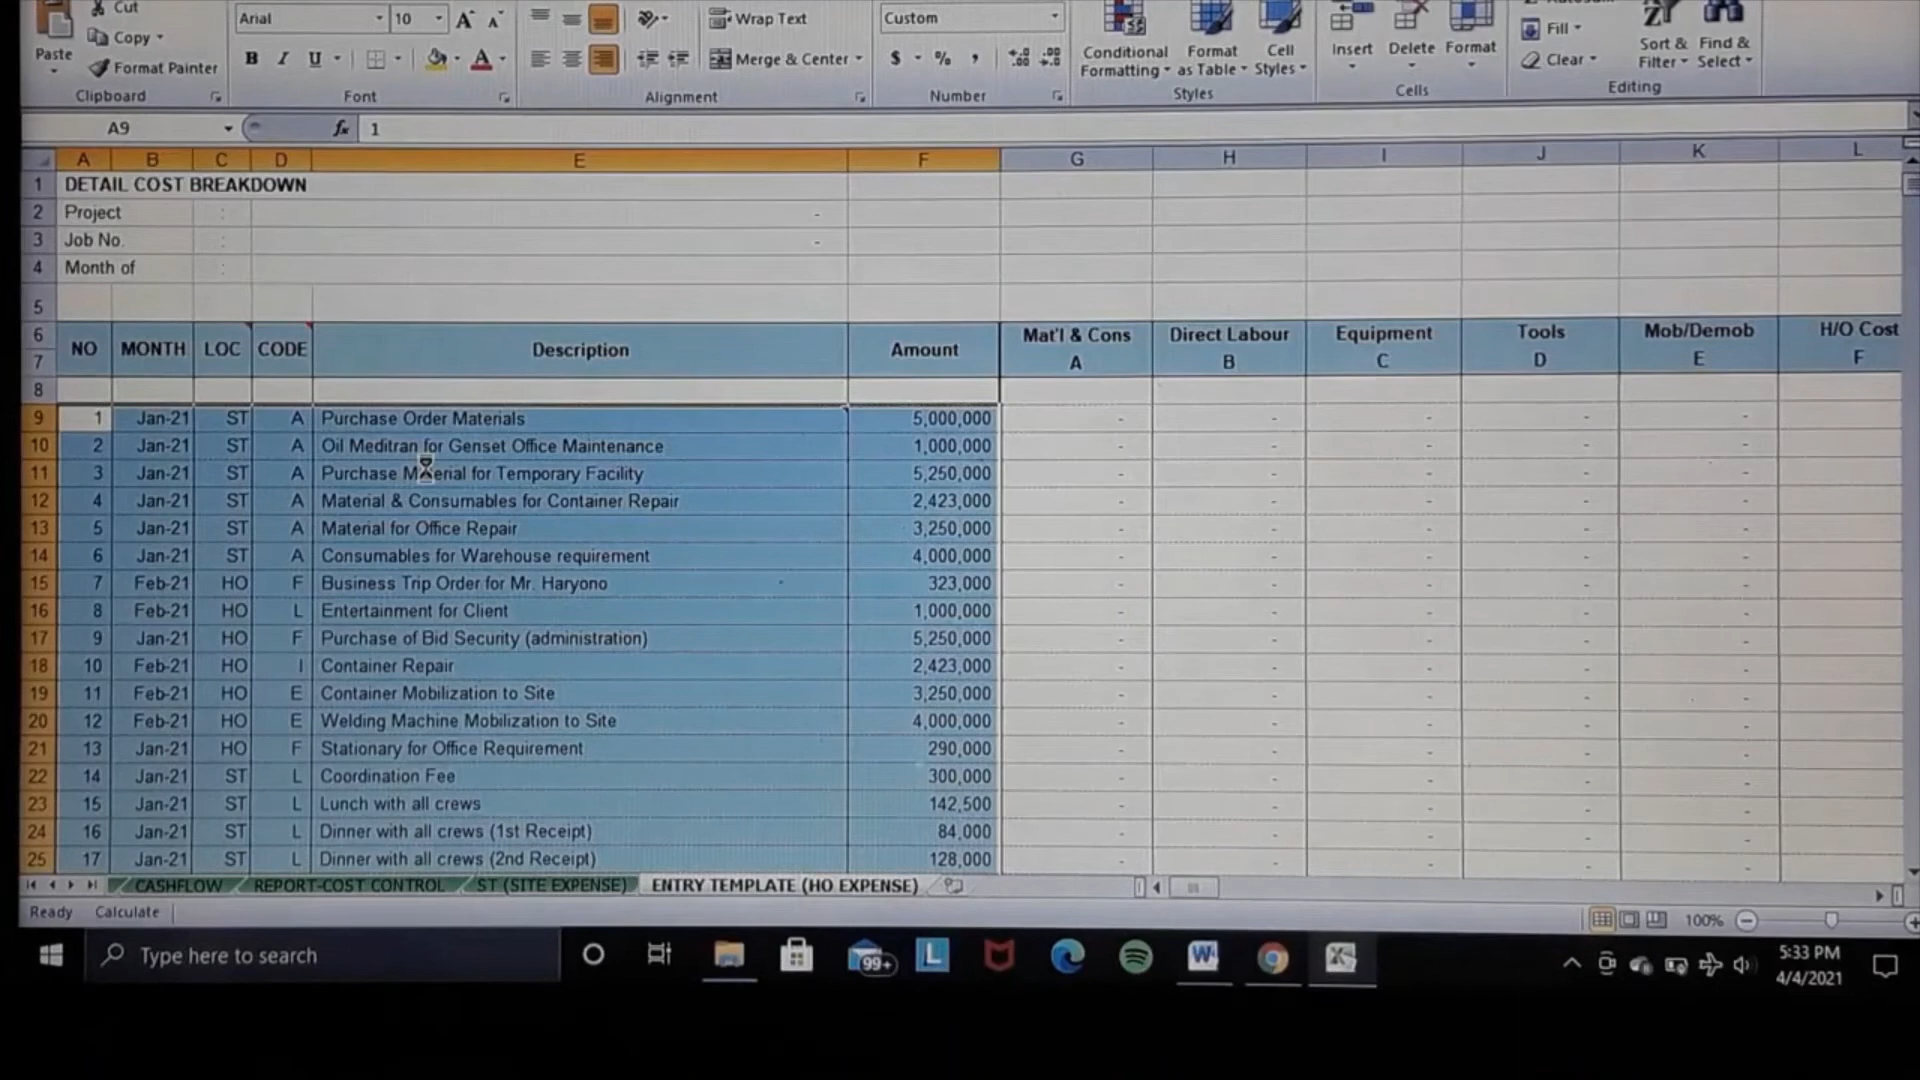 Cut
Paste
Copy
Format Painter
Clipboard
Arial
10
A A
B I U
A
Font
Wrap Text
Merge & Center
Alignment
Custom
$ % ,
Number
Conditional Formatting
Format as Table
Cell Styles
Styles
Insert
Delete
Format
Cells
Fill
Clear
Sort & Filter
Find & Select
Editing
A9
fx 1
A B C D E F G H I J K L
1 DETAIL COST BREAKDOWN
2 Project : -
3 Job No. : -
4 Month of :
5
6 NO MONTH LOC CODE Description Amount Mat'l & Cons Direct Labour Equipment Tools Mob/Demob H/O Cost
7 A B C D E F
8
9 1 Jan-21 ST A Purchase Order Materials 5,000,000 - - - - -
10 2 Jan-21 ST A Oil Meditran for Genset Office Maintenance 1,000,000 - - - - -
11 3 Jan-21 ST A Purchase Material for Temporary Facility 5,250,000 - - - - -
12 4 Jan-21 ST A Material & Consumables for Container Repair 2,423,000 - - - - -
13 5 Jan-21 ST A Material for Office Repair 3,250,000 - - - - -
14 6 Jan-21 ST A Consumables for Warehouse requirement 4,000,000 - - - - -
15 7 Feb-21 HO F Business Trip Order for Mr. Haryono 323,000 - - - - -
16 8 Feb-21 HO L Entertainment for Client 1,000,000 - - - - -
17 9 Jan-21 HO F Purchase of Bid Security (administration) 5,250,000 - - - - -
18 10 Feb-21 HO I Container Repair 2,423,000 - - - - -
19 11 Feb-21 HO E Container Mobilization to Site 3,250,000 - - - - -
20 12 Feb-21 HO E Welding Machine Mobilization to Site 4,000,000 - - - - -
21 13 Jan-21 HO F Stationary for Office Requirement 290,000 - - - - -
22 14 Jan-21 ST L Coordination Fee 300,000 - - - - -
23 15 Jan-21 ST L Lunch with all crews 142,500 - - - - -
24 16 Jan-21 ST L Dinner with all crews (1st Receipt) 84,000 - - - - -
25 17 Jan-21 ST L Dinner with all crews (2nd Receipt) 128,000 - - - - -
CASHFLOW REPORT-COST CONTROL ST (SITE EXPENSE) ENTRY TEMPLATE (HO EXPENSE)
Ready Calculate 100%
Type here to search
99+
L
W
5:33 PM
4/4/2021